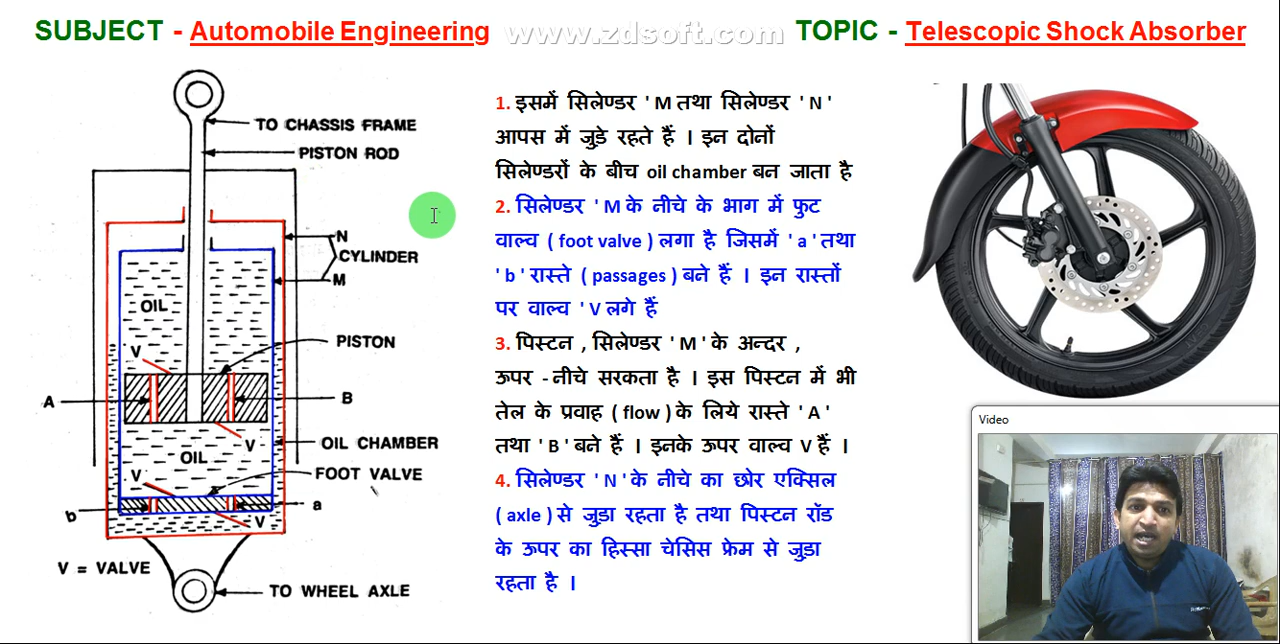 SUBJECT - Automobile Engineering www.zdsoft.com TOPIC - Telescopic Shock Absorber
TO CHASSIS FRAME
PISTON ROD
N
CYLINDER
M
OIL
V
PISTON
A
B
V
OIL CHAMBER
OIL
V
FOOT VALVE
b
a
V
V = VALVE
TO WHEEL AXLE
1. इसमें सिलेण्डर ' M तथा सिलेण्डर ' N '
आपस में जुडे रहते हैं । इन दोनों
सिलेण्डरों के बीच oil chamber बन जाता है
2. सिलेण्डर ' M के नीचे के भाग में फुट
वाल्व ( foot valve ) लगा है जिसमें 'a' तथा
'b' रास्ते ( passages ) बने हैं । इन रास्तों
पर वाल्व ' V लगे हैं
3. पिस्टन , सिलेण्डर ' M ' के अन्दर ,
ऊपर - नीचे सरकता है । इस पिस्टन में भी
तेल के प्रवाह ( flow ) के लिये रास्ते ' A '
तथा ' B ' बने हैं । इनके ऊपर वाल्व V हैं ।
4. सिलेण्डर ' N ' के नीचे का छोर एक्सिल
( axle ) से जुडा रहता है तथा पिस्टन रॉड
के ऊपर का हिस्सा चेसिस फ्रेम से जुडा
रहता है ।
Video